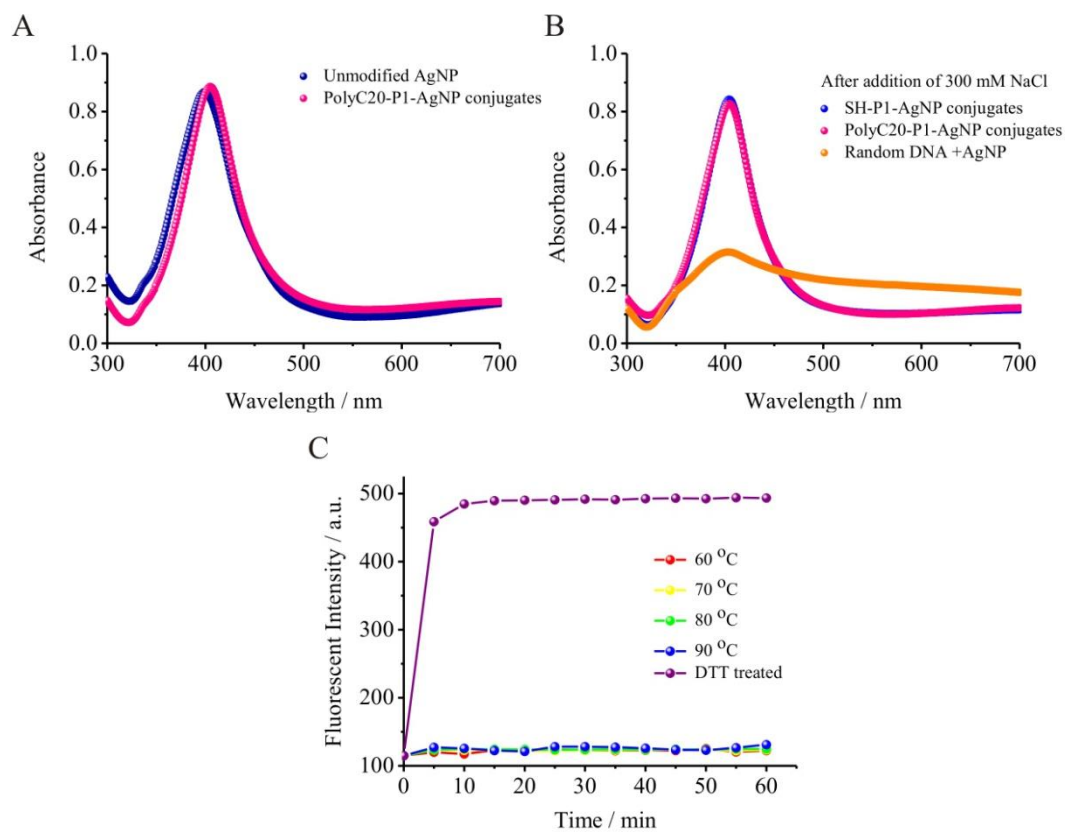 A
B
1.0
0.8
0.6
0.4
0.2
0.0
Absorbance
Unmodified AgNP
PolyC20-P1-AgNP conjugates
300
400
500
600
700
Wavelength / nm
1.0
0.8
0.6
0.4
0.2
0.0
Absorbance
After addition of 300 mM NaCl
SH-P1-AgNP conjugates
PolyC20-P1-AgNP conjugates
Random DNA +AgNP
300
400
500
600
700
Wavelength / nm
C
500
400
300
200
100
Fluorescent Intensity / a.u.
60 °C
70 °C
80 °C
90 °C
DTT treated
0
10
20
30
40
50
60
Time / min